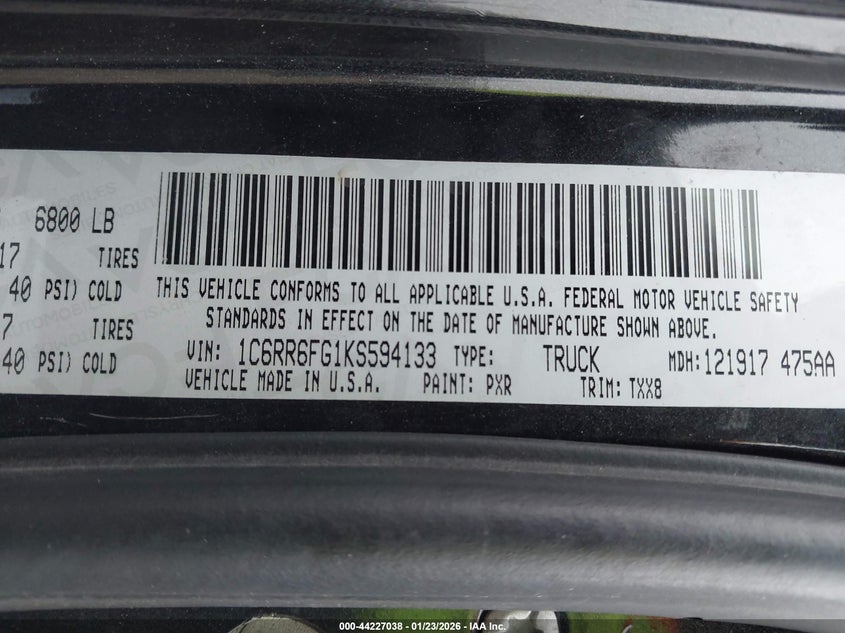 6800 LB
17 TIRES
40 PSI) COLD
7 TIRES
40 PSI) COLD
THIS VEHICLE CONFORMS TO ALL APPLICABLE U.S.A. FEDERAL MOTOR VEHICLE SAFETY
STANDARDS IN EFFECT ON THE DATE OF MANUFACTURE SHOWN ABOVE.
VIN: 1C6RR6FG1KS594133 TYPE: TRUCK MDH:121917 475AA
VEHICLE MADE IN U.S.A. PAINT: PXR TRIM: TXX8
000-44227038 - 01/23/2026 - IAA Inc.